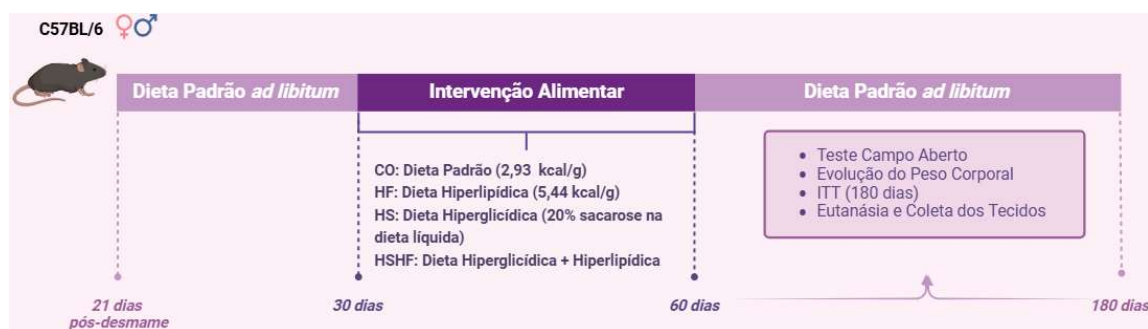 C57BL/6
Dieta Padrão ad libitum
Intervenção Alimentar
Dieta Padrão ad libitum
CO: Dieta Padrão (2,93 kcal/g)
HF: Dieta Hiperlipídica (5,44 kcal/g)
HS: Dieta Hiperglicídica (20% sacarose na
dieta líquida)
HSHF: Dieta Hiperglicídica + Hiperlipídica
• Teste Campo Aberto
• Evolução do Peso Corporal
• ITT (180 dias)
• Eutanásia e Coleta dos Tecidos
21 dias
pós-desmame
30 dias
60 dias
180 dias